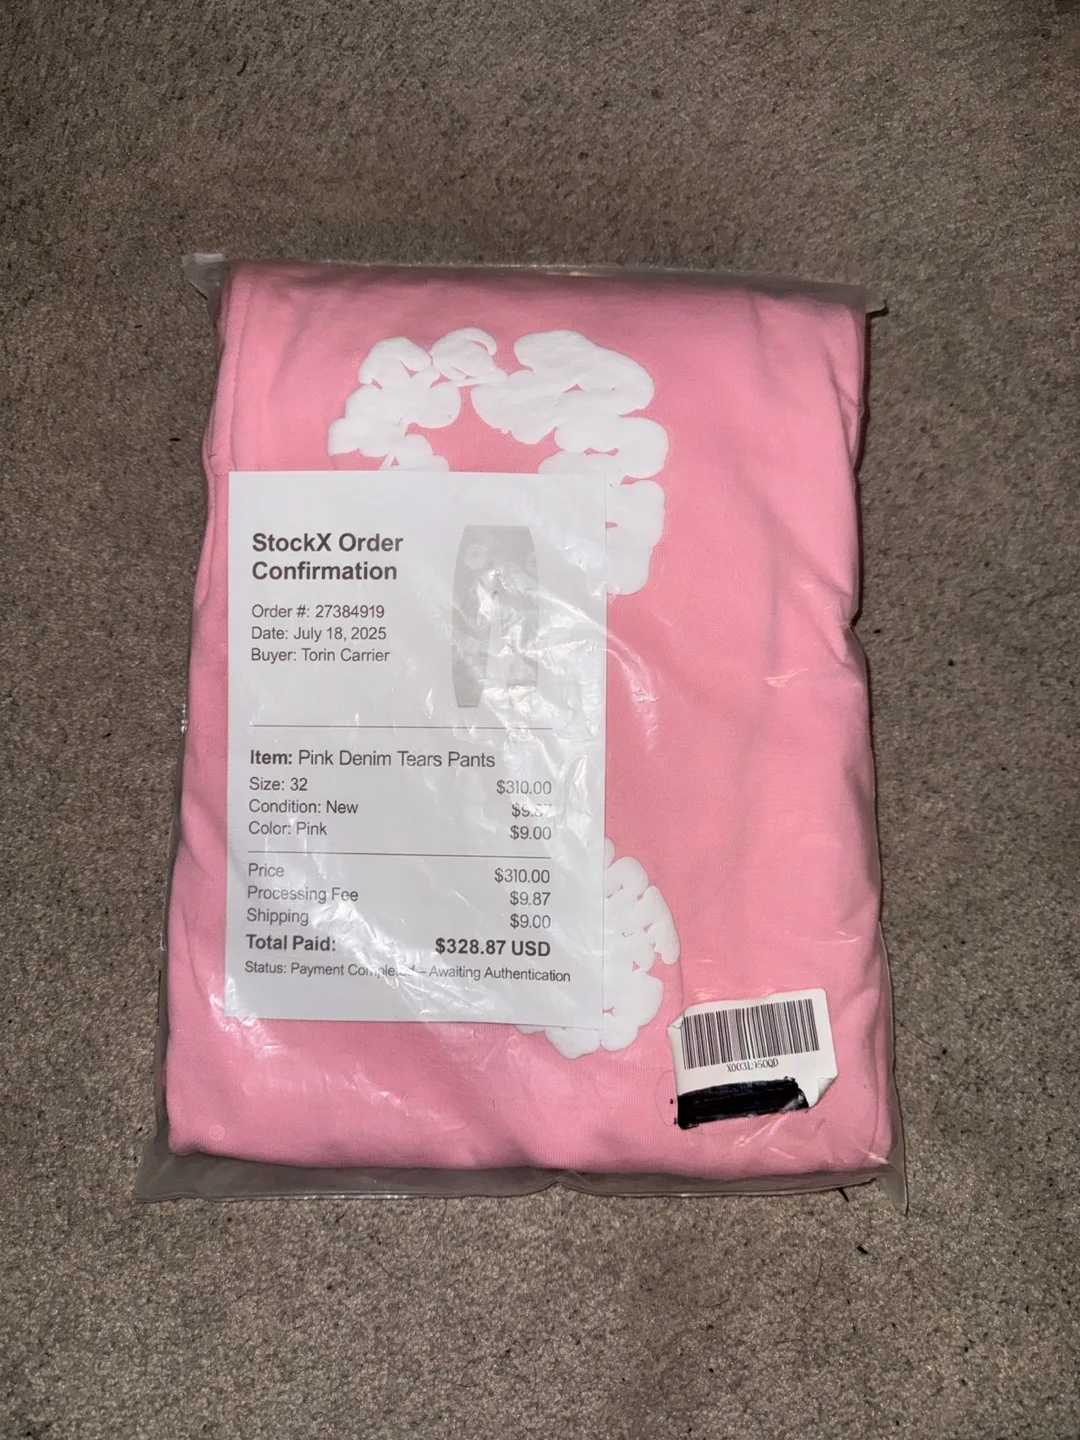 StockX Order
Confirmation
Order #: 27384919
Date: July 18, 2025
Buyer: Torin Carrier
Item: Pink Denim Tears Pants
Size: 32 $310.00
Condition: New
Color: Pink $9.00
Price $310.00
Processing Fee $9.87
Shipping $9.00
Total Paid: $328.87 USD
Status: Payment Completed – Awaiting Authentication